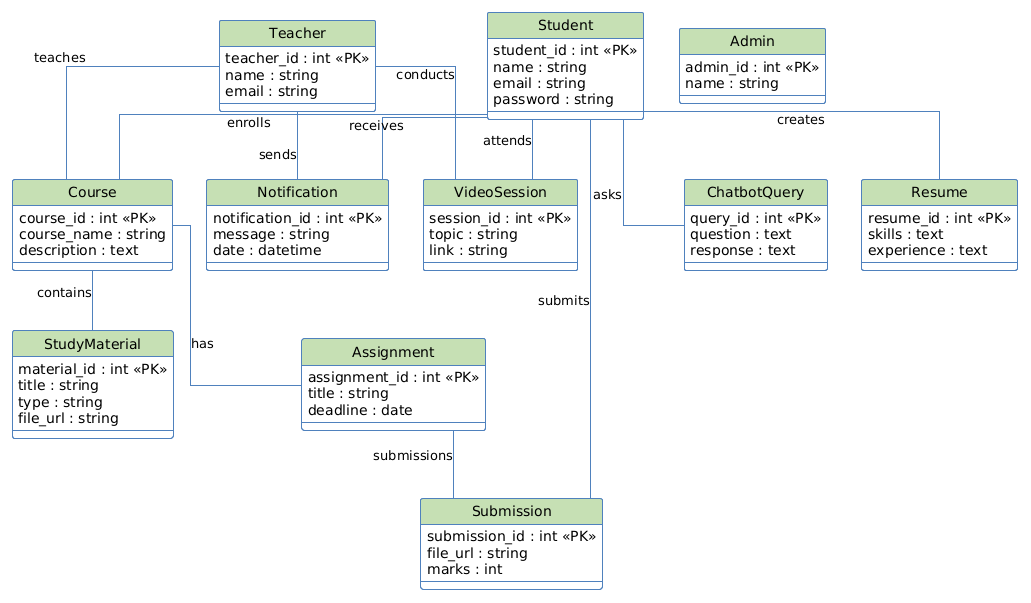 Teacher
teacher_id : int «PK»
name : string
email : string
Student
student_id : int «PK»
name : string
email : string
password : string
Admin
admin_id : int «PK»
name : string
teaches
conducts
enrolls
receives
creates
sends
attends
asks
Course
course_id : int «PK»
course_name : string
description : text
Notification
notification_id : int «PK»
message : string
date : datetime
VideoSession
session_id : int «PK»
topic : string
link : string
ChatbotQuery
query_id : int «PK»
question : text
response : text
Resume
resume_id : int «PK»
skills : text
experience : text
contains
submits
has
StudyMaterial
material_id : int «PK»
title : string
type : string
file_url : string
Assignment
assignment_id : int «PK»
title : string
deadline : date
submissions
Submission
submission_id : int «PK»
file_url : string
marks : int